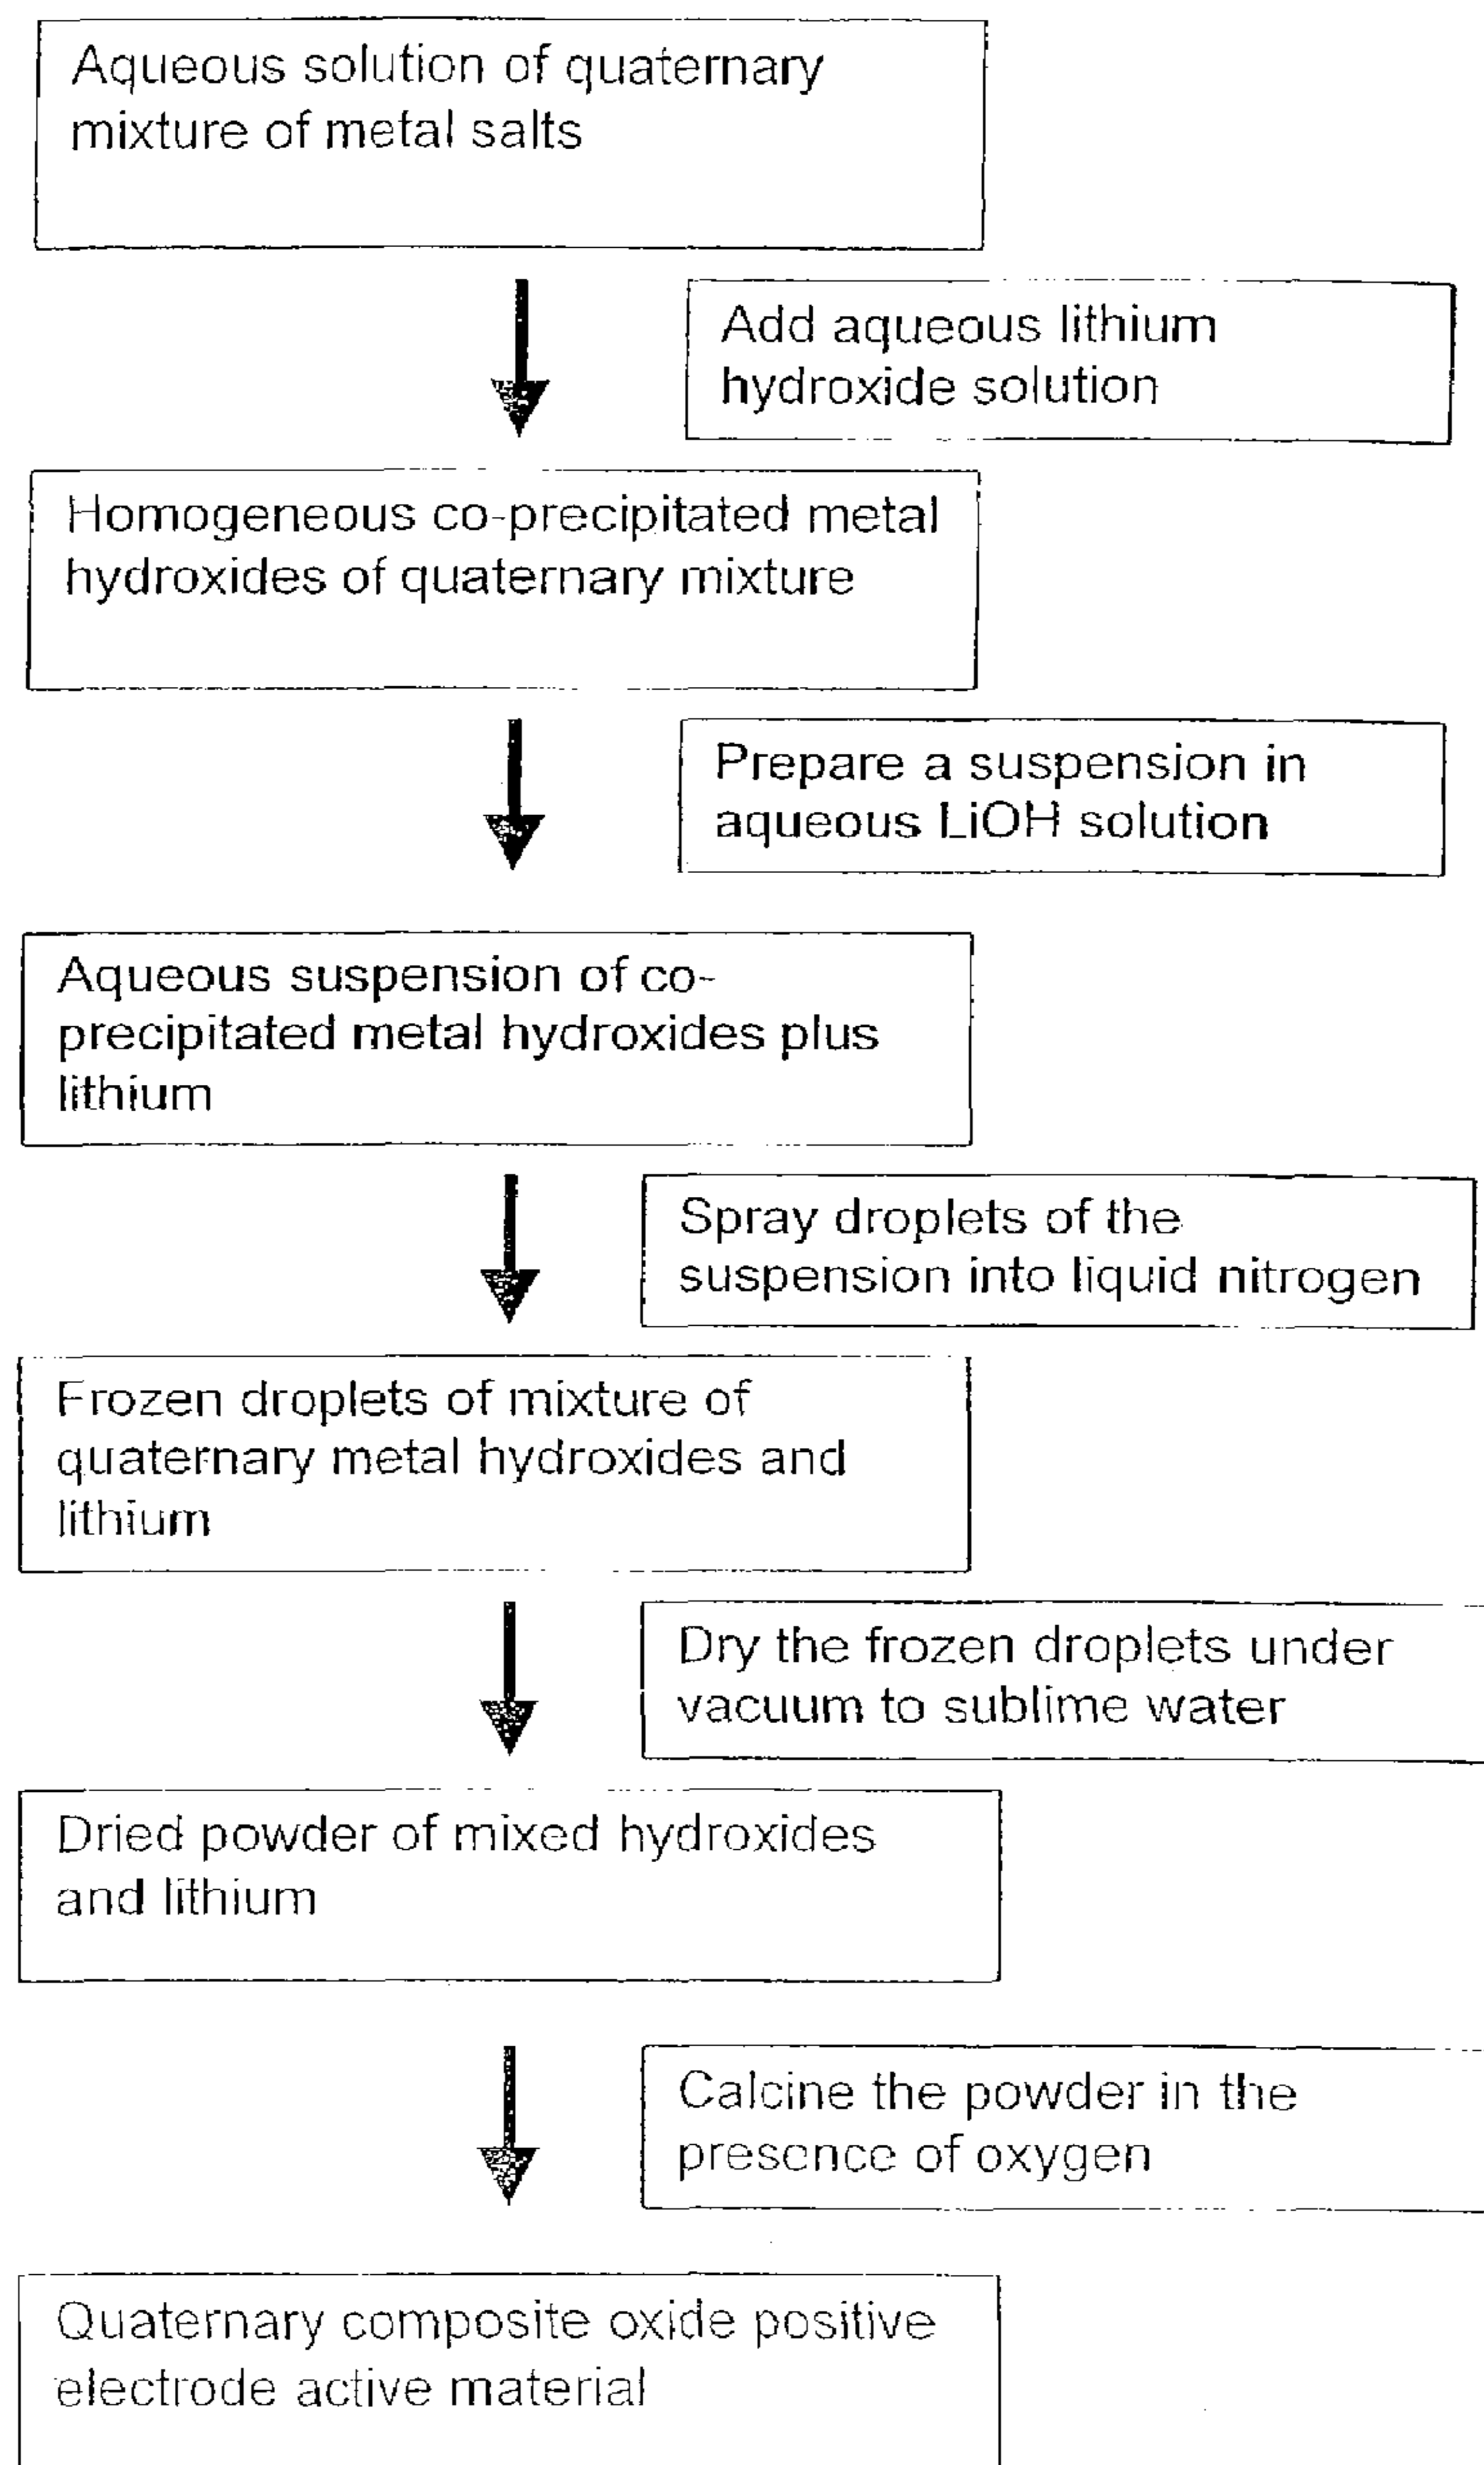 Aqueous solution of quaternary
mixture of metal salts
Add aqueous lithium
hydroxide solution
Homogeneous co-precipitated metal
hydroxides of quaternary mixture
Prepare a suspension in
aqueous LiOH solution
Aqueous suspension of co-
precipitated metal hydroxides plus
lithium
Spray droplets of the
suspension into liquid nitrogen
Frozen droplets of mixture of
quaternary metal hydroxides and
lithium
Dry the frozen droplets under
vacuum to sublime water
Dried powder of mixed hydroxides
and lithium
Calcine the powder in the
presence of oxygen
Quaternary composite oxide positive
electrode active material